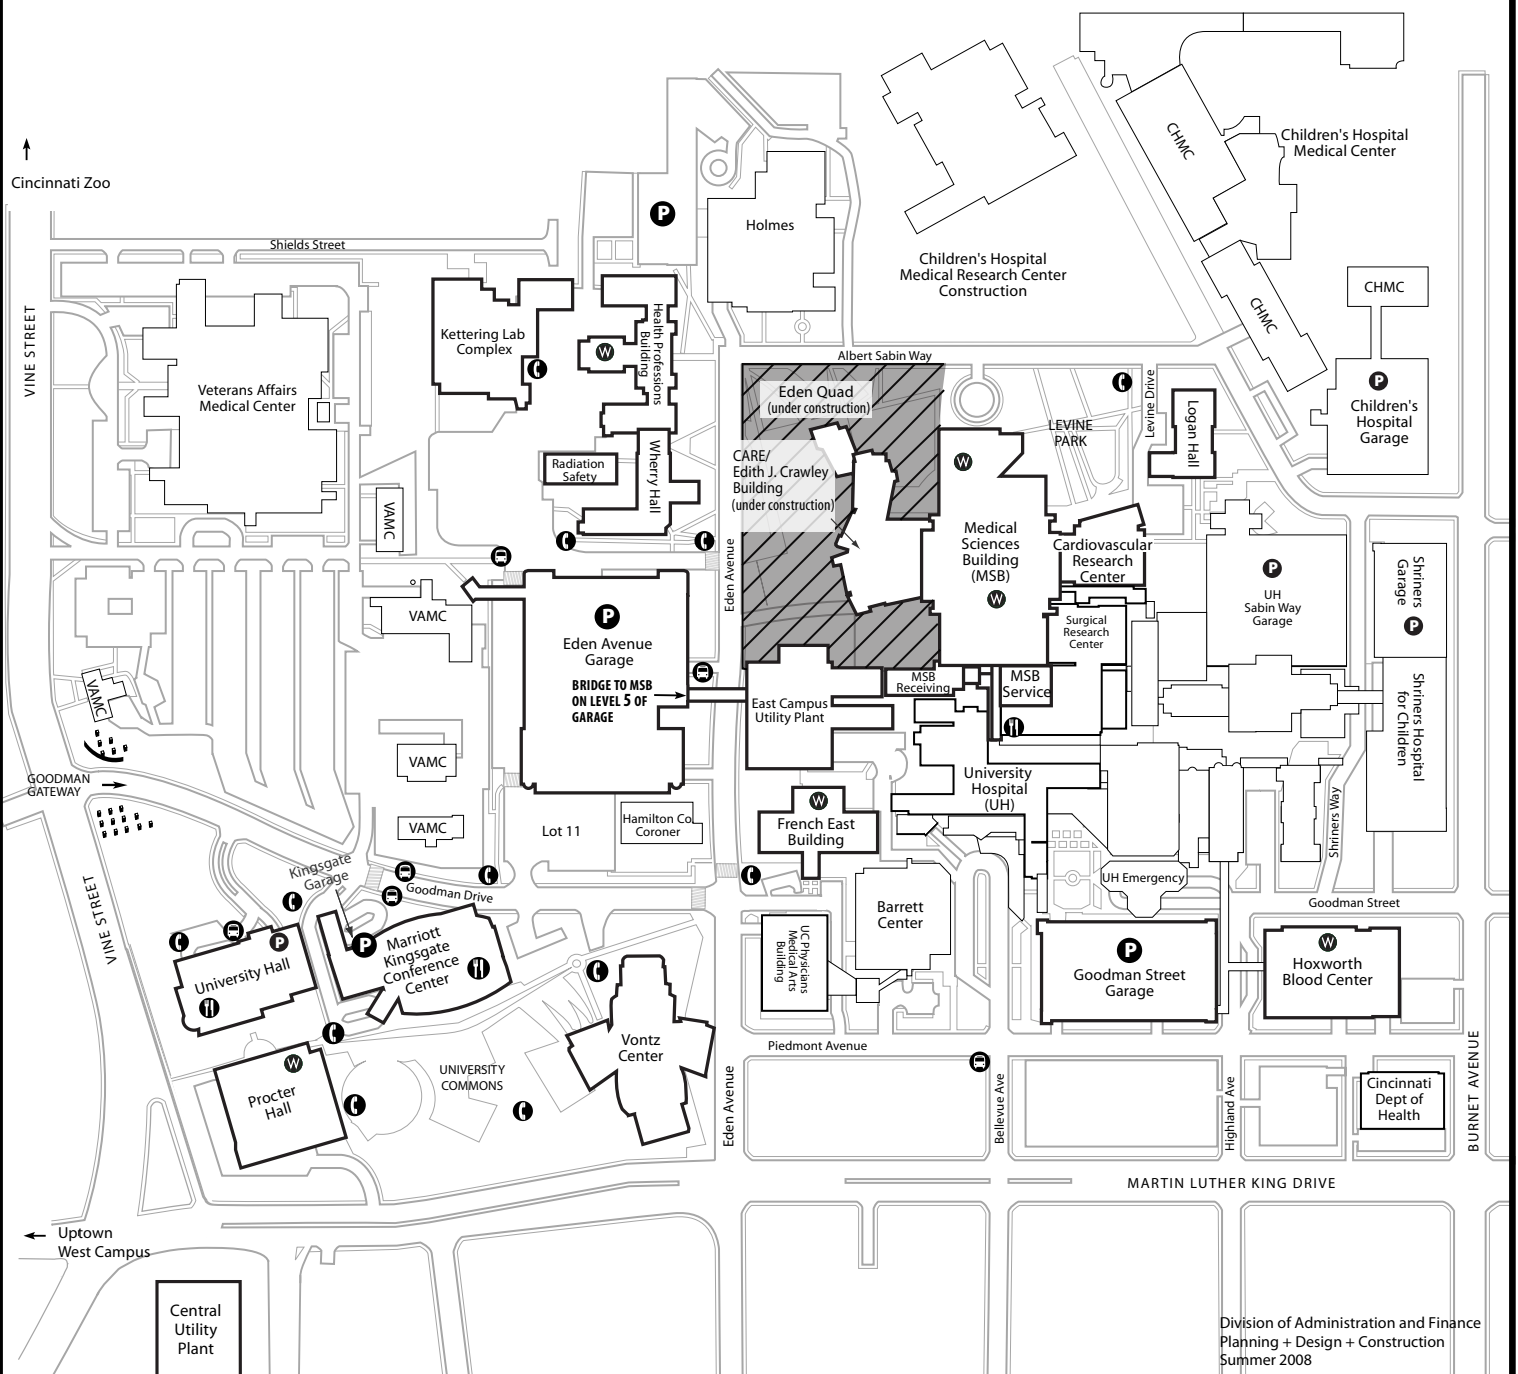 Cincinnati Zoo
Children's Hospital
Medical Center
CHMC
Holmes
P
Shields Street
Children's Hospital
Medical Research Center
Construction
CHMC
CHMC
VINE STREET
Veterans Affairs
Medical Center
Kettering Lab
Complex
Health Professions
Building
W
Albert Sabin Way
Eden Quad
(under construction)
CARE/
Edith J. Crawley
Building
(under construction)
LEVINE
PARK
Levine Drive
Logan Hall
P
Children's
Hospital
Garage
Radiation
Safety
Wherry Hall
VAMC
W
Medical
Sciences
Building
(MSB)
W
Cardiovascular
Research
Center
Surgical
Research
Center
P
UH
Sabin Way
Garage
Shriners
Garage
P
Eden Avenue
VAMC
P
Eden Avenue
Garage
BRIDGE TO MSB
ON LEVEL 5 OF
GARAGE
MSB
Receiving
MSB
Service
East Campus
Utility Plant
VAMC
Shriners Hospital
for Children
GOODMAN
GATEWAY
VAMC
VAMC
Lot 11
Hamilton Co.
Coroner
W
French East
Building
University
Hospital
(UH)
Shriners Way
Kingsgate
Garage
Goodman Drive
UH Emergency
Goodman Street
VINE STREET
P
University Hall
P
Marriott
Kingsgate
Conference
Center
Barrett
Center
UC Physicians
Medical Arts
Building
P
Goodman Street
Garage
W
Hoxworth
Blood Center
Vontz
Center
Piedmont Avenue
W
Procter
Hall
UNIVERSITY
COMMONS
Eden Avenue
Bellevue Ave
Highland Ave
Cincinnati
Dept of
Health
BURNET AVENUE
MARTIN LUTHER KING DRIVE
Uptown
West Campus
Central
Utility
Plant
Division of Administration and Finance
Planning + Design + Construction
Summer 2008